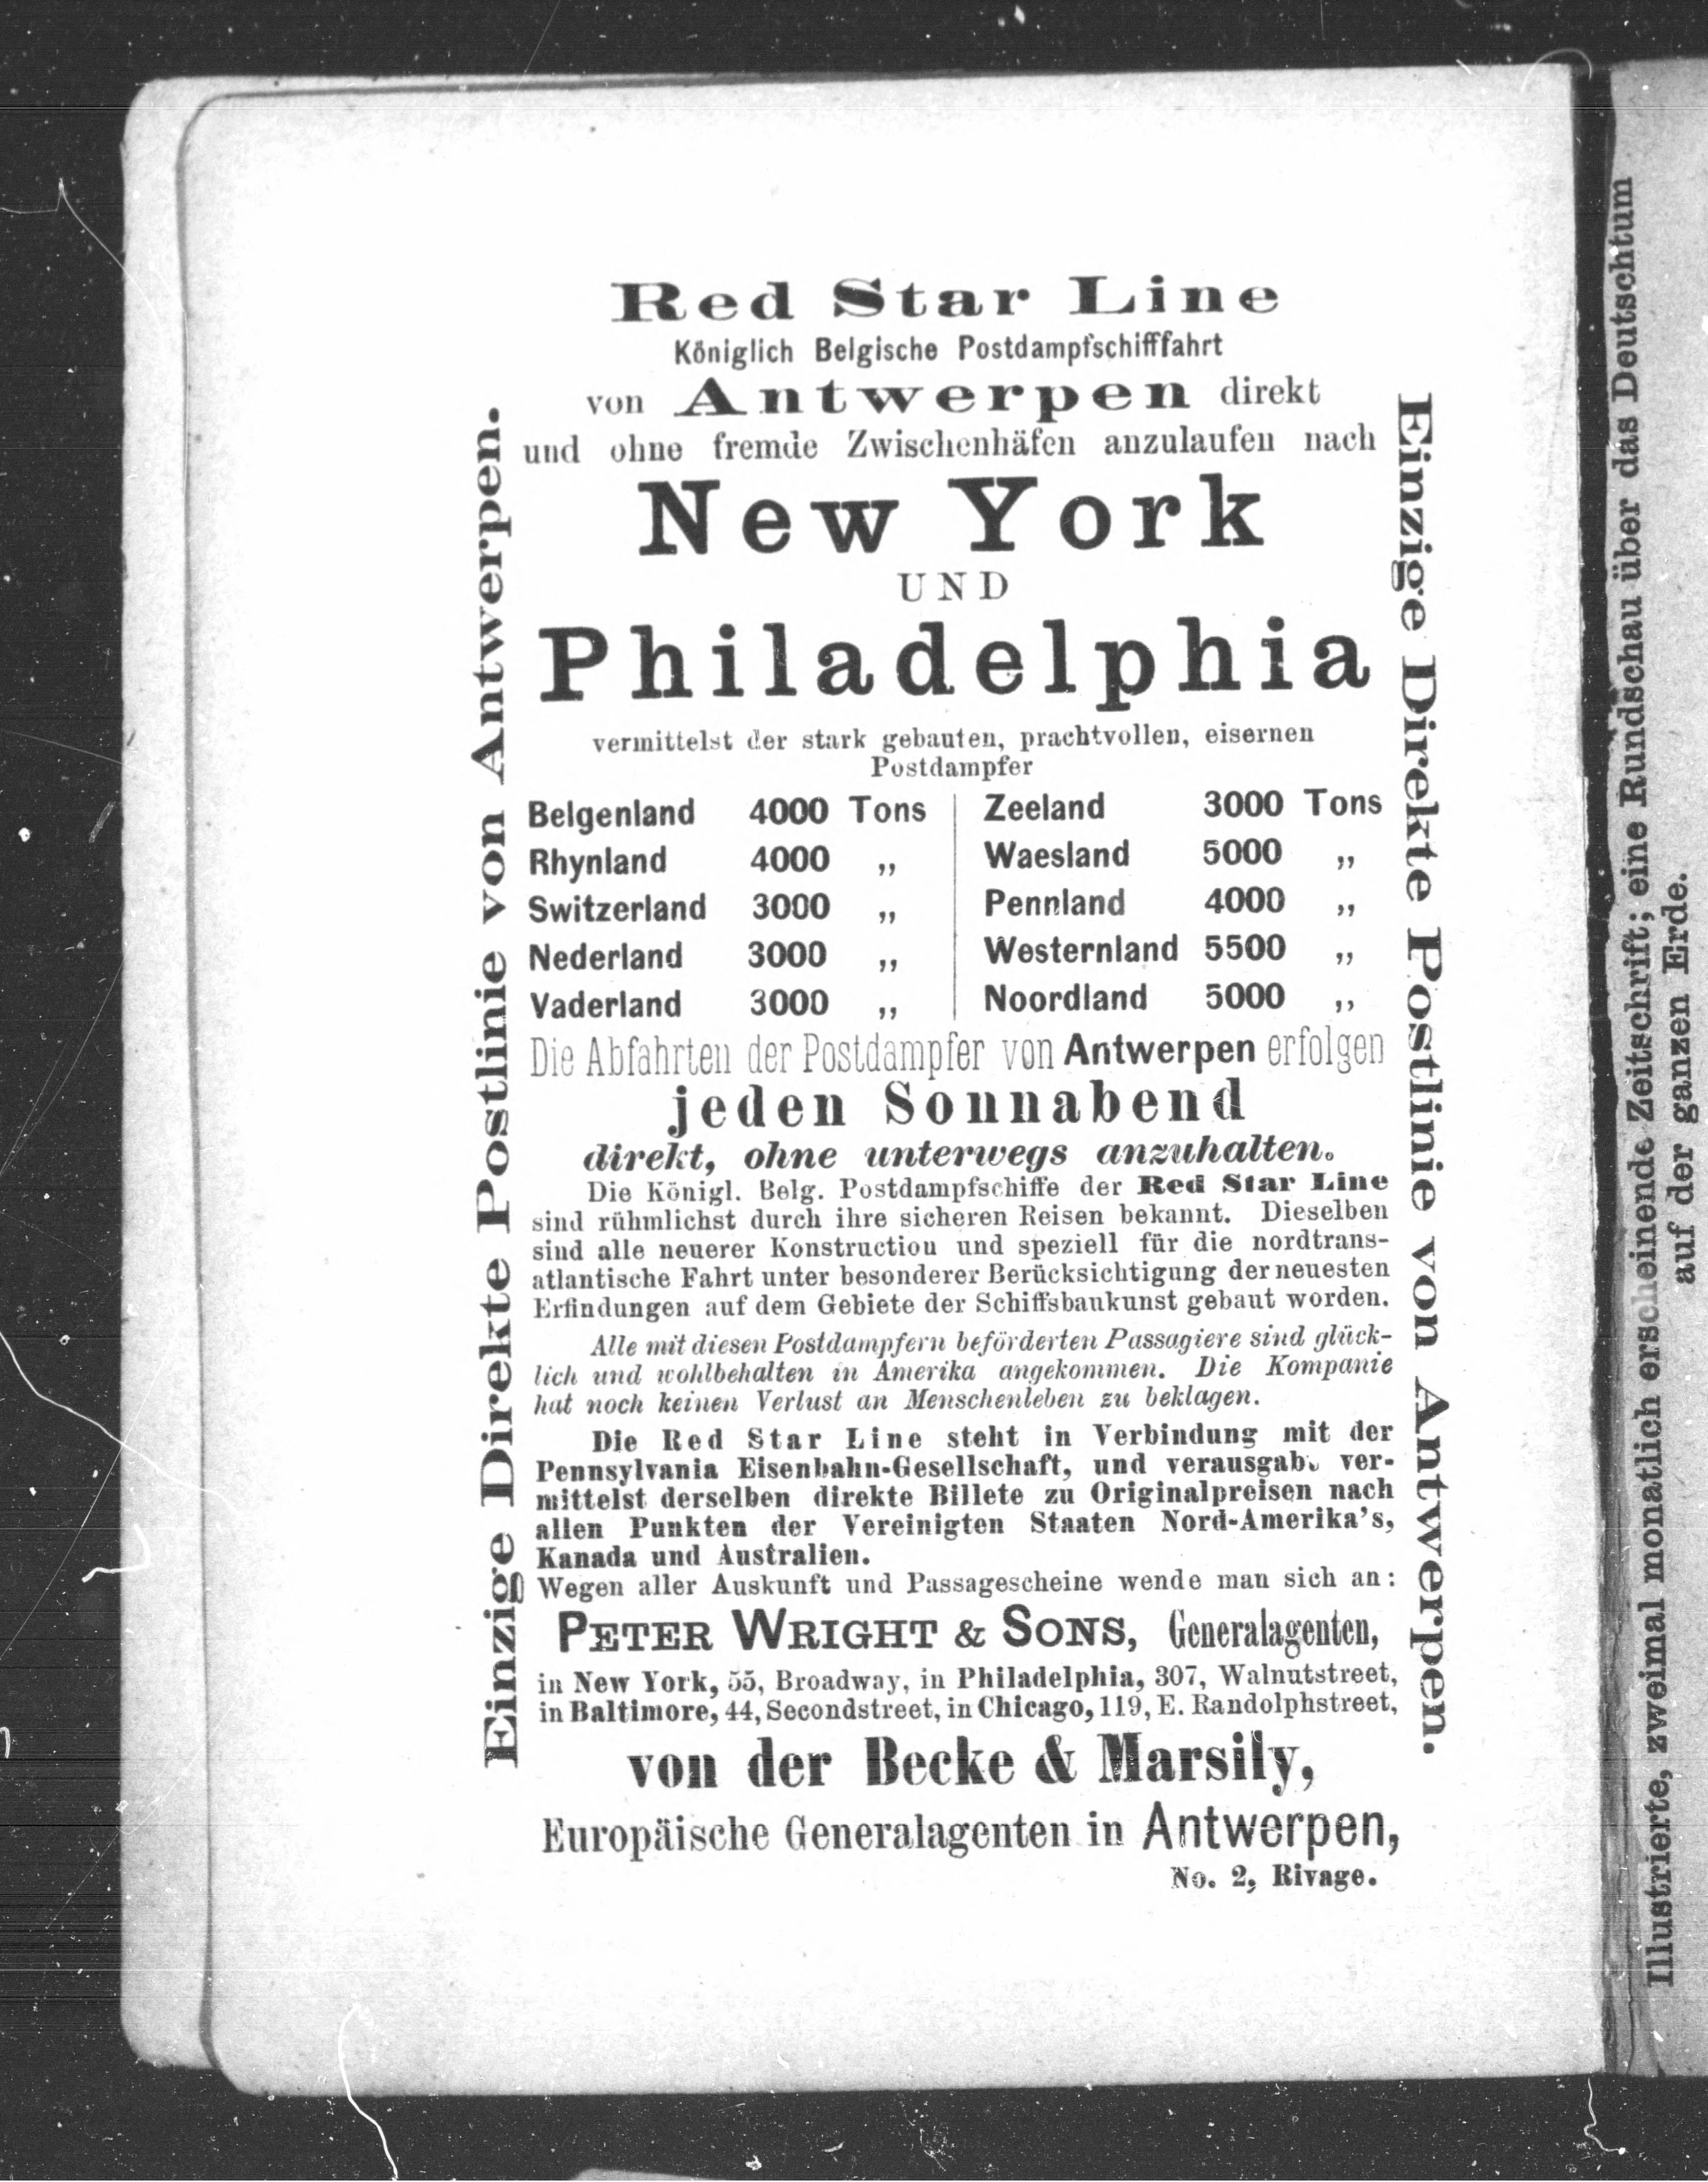 Red Star Line
Königlich Belgische Postdampfschifffahrt
von Antwerpen direkt
und ohne fremde Zwischenhäfen anzulaufen nach
New York
UND
Philadelphia
vermittelst der stark gebauten, prachtvollen, eisernen
Postdampfer
Belgenland 4000 Tons
Rhynland 4000 „
Switzerland 3000 „
Nederland 3000 „
Vaderland 3000 „
Zeeland 3000 Tons
Waesland 5000 „
Pennland 4000 „
Westernland 5500 „
Noordland 5000 „
Die Abfahrten der Postdampfer von Antwerpen erfolgen
jeden Sonnabend
direkt, ohne unterwegs anzuhalten.
Die Königl. Belg. Postdampfschiffe der Red Star Line
sind rühmlichst durch ihre sicheren Reisen bekannt. Dieselben
sind alle neuerer Konstruction und speziell für die nordtrans-
atlantische Fahrt unter besonderer Berücksichtigung der neuesten
Erfindungen auf dem Gebiete der Schiffsbaukunst gebaut worden.
Alle mit diesen Postdampfern beförderten Passagiere sind glück-
lich und wohlbehalten in Amerika angekommen. Die Kompanie
hat noch keinen Verlust an Menschenleben zu beklagen.
Die Red Star Line steht in Verbindung mit der
Pennsylvania Eisenbahn-Gesellschaft, und verausgabt ver-
mittelst derselben direkte Billete zu Originalpreisen nach
allen Punkten der Vereinigten Staaten Nord-Amerika's,
Kanada und Australien.
Wegen aller Auskunft und Passagescheine wende man sich an:
PETER WRIGHT & SONS, Generalagenten,
in New York, 55, Broadway, in Philadelphia, 307, Walnutstreet,
in Baltimore, 44, Secondstreet, in Chicago, 119, E. Randolphstreet,
von der Becke & Marsily,
Europäische Generalagenten in Antwerpen,
No. 2, Rivage.
Einzige Direkte Postlinie von Antwerpen.
Einzige Direkte Postlinie von Antwerpen.
Illustrierte, zweimal monatlich erscheinende Zeitschrift; eine Rundschau über das Deutschtum
auf der ganzen Erde.